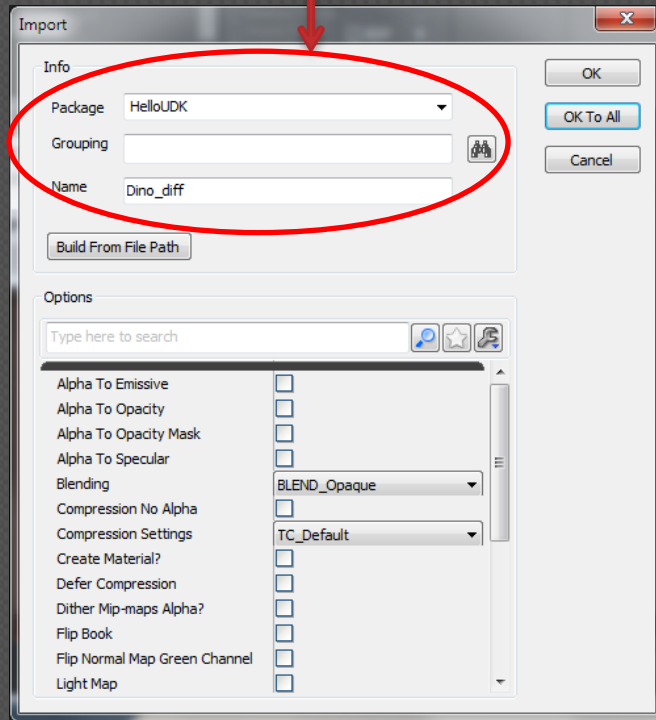 Import
Info
Package HelloUDK
Grouping
Name Dino_diff
Build From File Path
OK
OK To All
Cancel
Options
Type here to search
Alpha To Emissive
Alpha To Opacity
Alpha To Opacity Mask
Alpha To Specular
Blending BLEND_Opaque
Compression No Alpha
Compression Settings TC_Default
Create Material?
Defer Compression
Dither Mip-maps Alpha?
Flip Book
Flip Normal Map Green Channel
Light Map